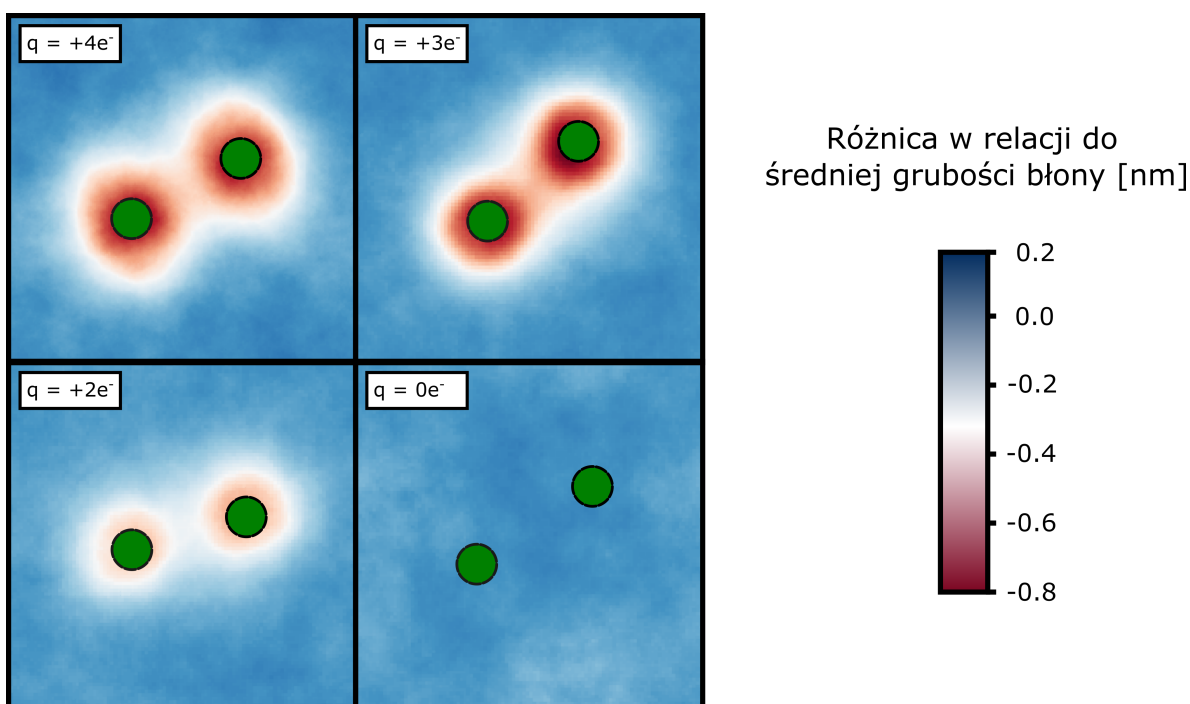 q = +4e⁻
q = +3e⁻
q = +2e⁻
q = 0e⁻
Różnica w relacji do
średniej grubości błony [nm]
0.2
0.0
-0.2
-0.4
-0.6
-0.8